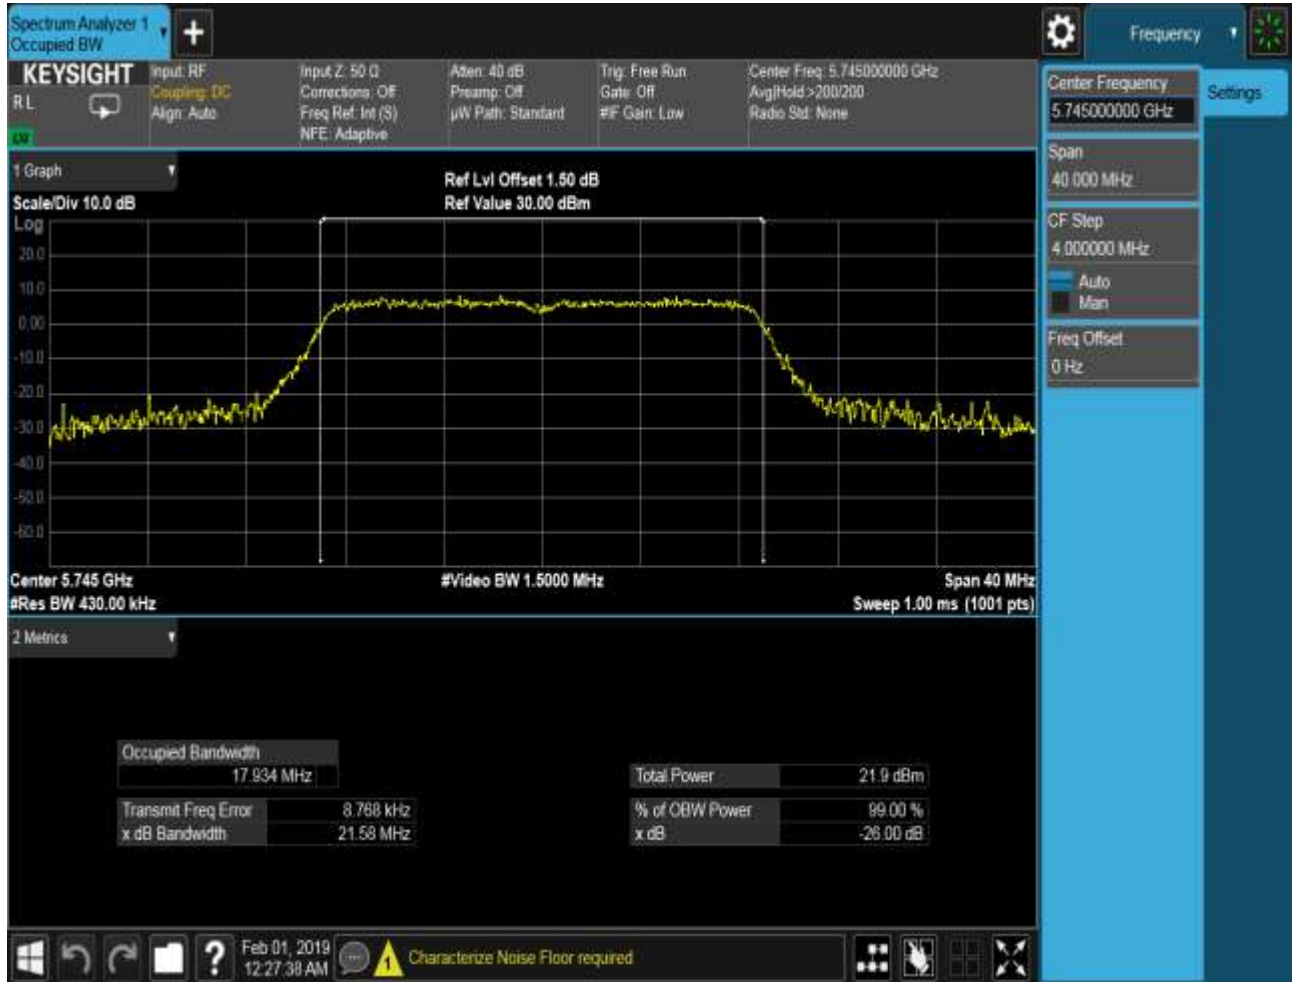 Spectrum Analyzer 1
Occupied BW
Frequency
KEYSIGHT
R L
Input: RF
Coupling: DC
Align: Auto
Input Z: 50 Ω
Corrections: Off
Freq Ref: Int (S)
NFE: Adaptive
Atten: 40 dB
Preamp: Off
µW Path: Standard
Trig: Free Run
Gate: Off
#IF Gain: Low
Center Freq: 5.745000000 GHz
Avg|Hold:>200/200
Radio Std: None
Center Frequency
5.745000000 GHz
Settings
Span
40.000 MHz
CF Step
4.000000 MHz
Auto
Man
Freq Offset
0 Hz
1 Graph
Scale/Div 10.0 dB
Ref Lvl Offset 1.50 dB
Ref Value 30.00 dBm
Log
20.0
10.0
0.00
-10.0
-20.0
-30.0
-40.0
-50.0
-60.0
Center 5.745 GHz
#Video BW 1.5000 MHz
Span 40 MHz
#Res BW 430.00 kHz
Sweep 1.00 ms (1001 pts)
2 Metrics
Occupied Bandwidth
17.934 MHz
Total Power 21.9 dBm
Transmit Freq Error 8.768 kHz
% of OBW Power 99.00 %
x dB Bandwidth 21.58 MHz
x dB -26.00 dB
?
Feb 01, 2019
12:27:38 AM
1
Characterize Noise Floor required